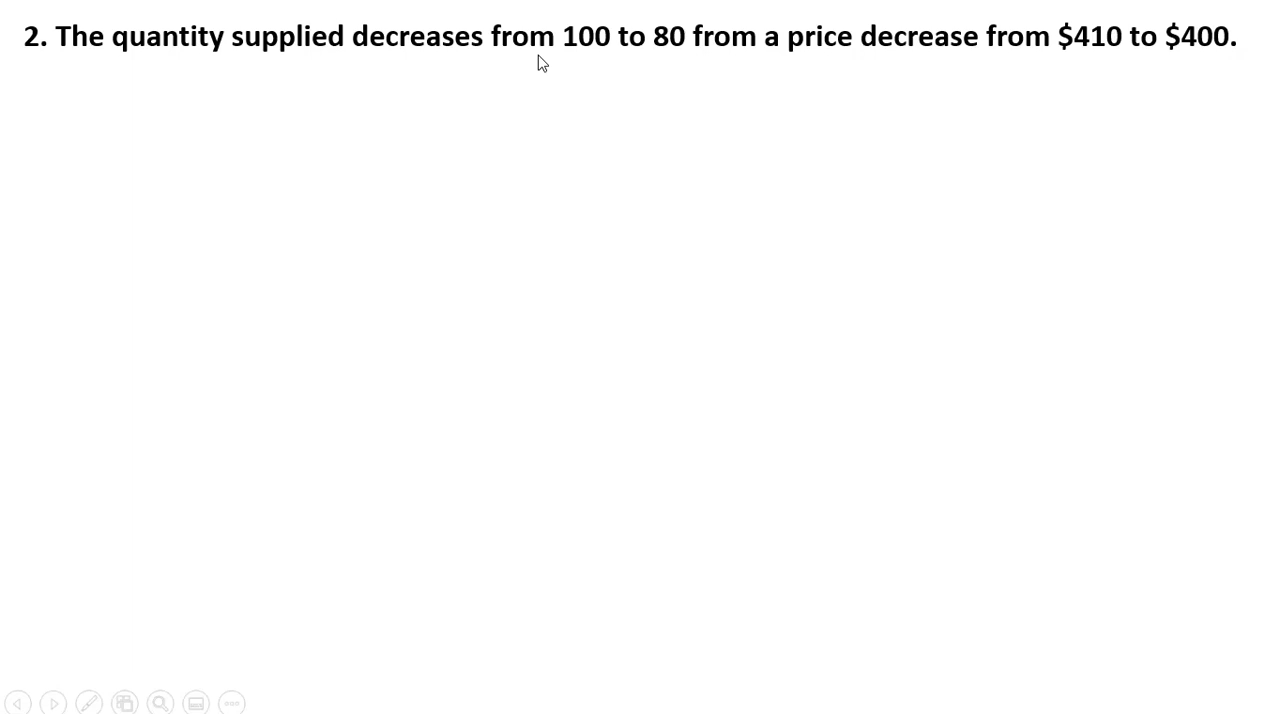 2. The quantity supplied decreases from 100 to 80 from a price decrease from $410 to $400.